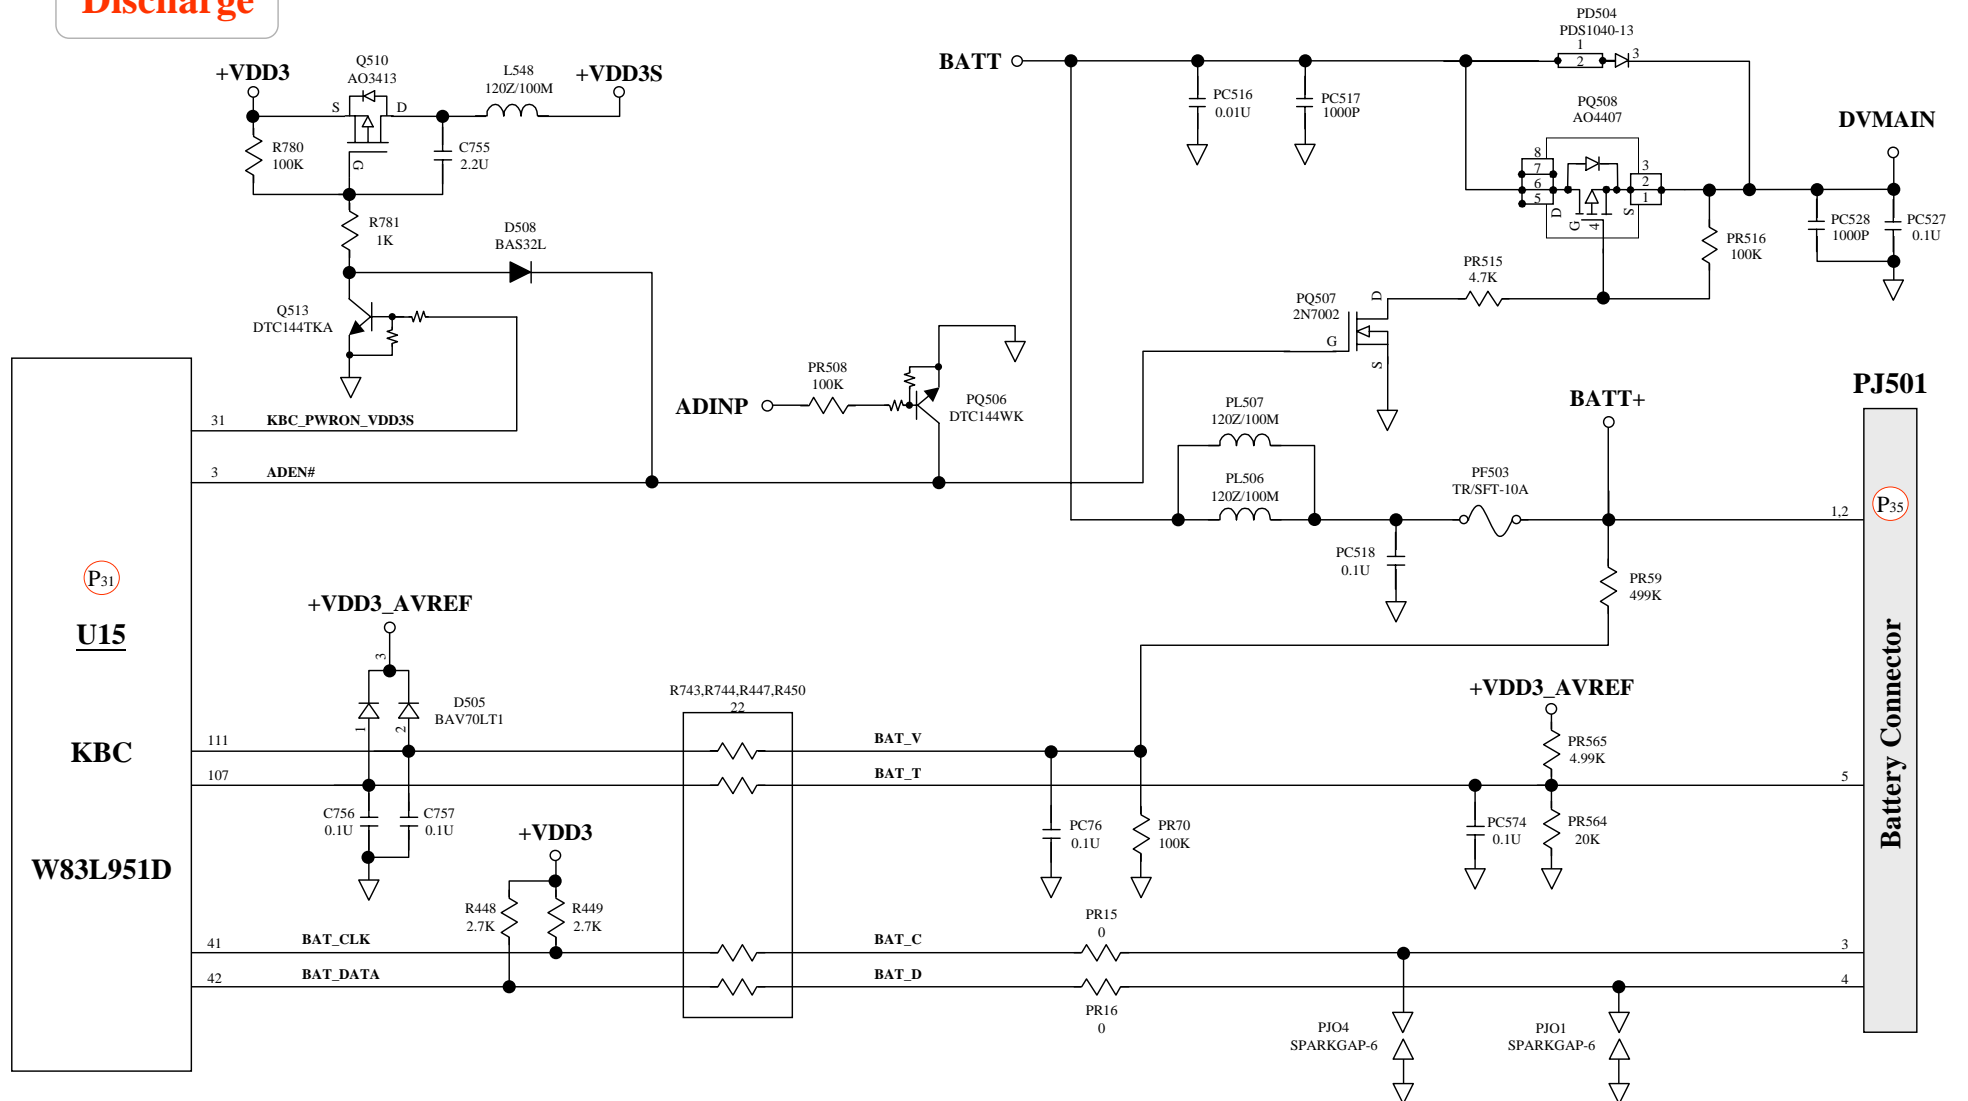 Discharge
+VDD3
Q510
AO3413
S
D
G
L548
120Z/100M
+VDD3S
R780
100K
C755
2.2U
R781
1K
D508
BAS32L
Q513
DTC144TKA
BATT
PC516
0.01U
PC517
1000P
PD504
PDS1040-13
1
2
3
PQ508
AO4407
8
7
6
5
D
G
4
S
3
2
1
DVMAIN
PC528
1000P
PC527
0.1U
PR516
100K
PR515
4.7K
PQ507
2N7002
D
G
S
ADINP
PR508
100K
PQ506
DTC144WK
31
KBC_PWRON_VDD3S
3
ADEN#
PL507
120Z/100M
PL506
120Z/100M
PC518
0.1U
PF503
TR/SFT-10A
BATT+
PR59
499K
PJ501
P35
1,2
Battery Connector
P31
U15
KBC
W83L951D
+VDD3_AVREF
3
1
2
D505
BAV70LT1
111
107
C756
0.1U
C757
0.1U
R743,R744,R447,R450
22
BAT_V
BAT_T
PC76
0.1U
PR70
100K
+VDD3_AVREF
PR565
4.99K
PC574
0.1U
PR564
20K
5
+VDD3
R448
2.7K
R449
2.7K
41
BAT_CLK
BAT_C
PR15
0
3
42
BAT_DATA
BAT_D
PR16
0
4
PJO4
SPARKGAP-6
PJO1
SPARKGAP-6